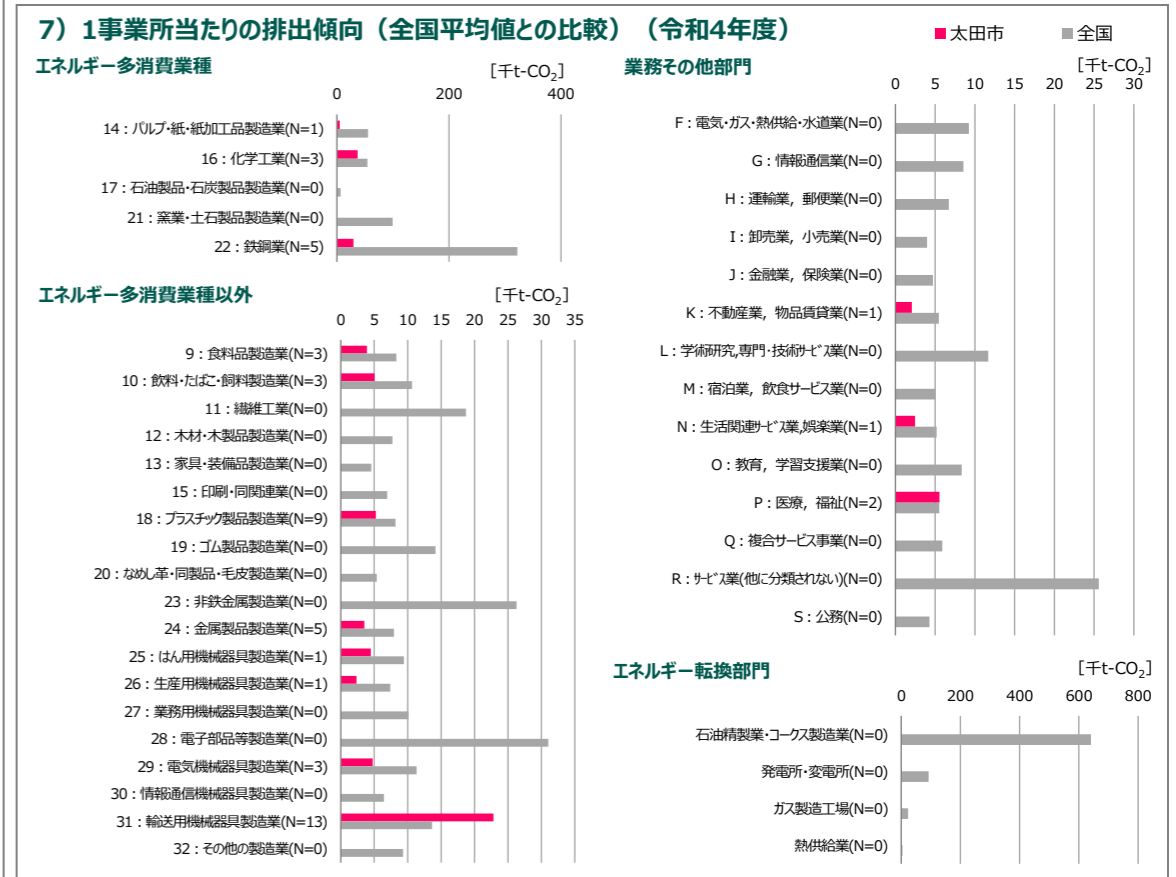 7）1事業所当たりの排出傾向（全国平均値との比較）（令和4年度）
太田市 全国
エネルギー多消費業種
[千t-CO₂]
0 200 400
14：パルプ・紙・紙加工品製造業(N=1)
16：化学工業(N=3)
17：石油製品・石炭製品製造業(N=0)
21：窯業・土石製品製造業(N=0)
22：鉄鋼業(N=5)
エネルギー多消費業種以外
[千t-CO₂]
0 5 10 15 20 25 30 35
9：食料品製造業(N=3)
10：飲料・たばこ・飼料製造業(N=3)
11：繊維工業(N=0)
12：木材・木製品製造業(N=0)
13：家具・装備品製造業(N=0)
15：印刷・同関連業(N=0)
18：プラスチック製品製造業(N=9)
19：ゴム製品製造業(N=0)
20：なめし革・同製品・毛皮製造業(N=0)
23：非鉄金属製造業(N=0)
24：金属製品製造業(N=5)
25：はん用機械器具製造業(N=1)
26：生産用機械器具製造業(N=1)
27：業務用機械器具製造業(N=0)
28：電子部品等製造業(N=0)
29：電気機械器具製造業(N=3)
30：情報通信機械器具製造業(N=0)
31：輸送用機械器具製造業(N=13)
32：その他の製造業(N=0)
業務その他部門
[千t-CO₂]
0 5 10 15 20 25 30
F：電気・ガス・熱供給・水道業(N=0)
G：情報通信業(N=0)
H：運輸業，郵便業(N=0)
I：卸売業，小売業(N=0)
J：金融業，保険業(N=0)
K：不動産業，物品賃貸業(N=1)
L：学術研究,専門・技術ｻｰﾋﾞｽ業(N=0)
M：宿泊業，飲食サービス業(N=0)
N：生活関連ｻｰﾋﾞｽ業,娯楽業(N=1)
O：教育，学習支援業(N=0)
P：医療，福祉(N=2)
Q：複合サービス事業(N=0)
R：ｻｰﾋﾞｽ業(他に分類されない)(N=0)
S：公務(N=0)
エネルギー転換部門
[千t-CO₂]
0 200 400 600 800
石油精製業・コークス製造業(N=0)
発電所・変電所(N=0)
ガス製造工場(N=0)
熱供給業(N=0)